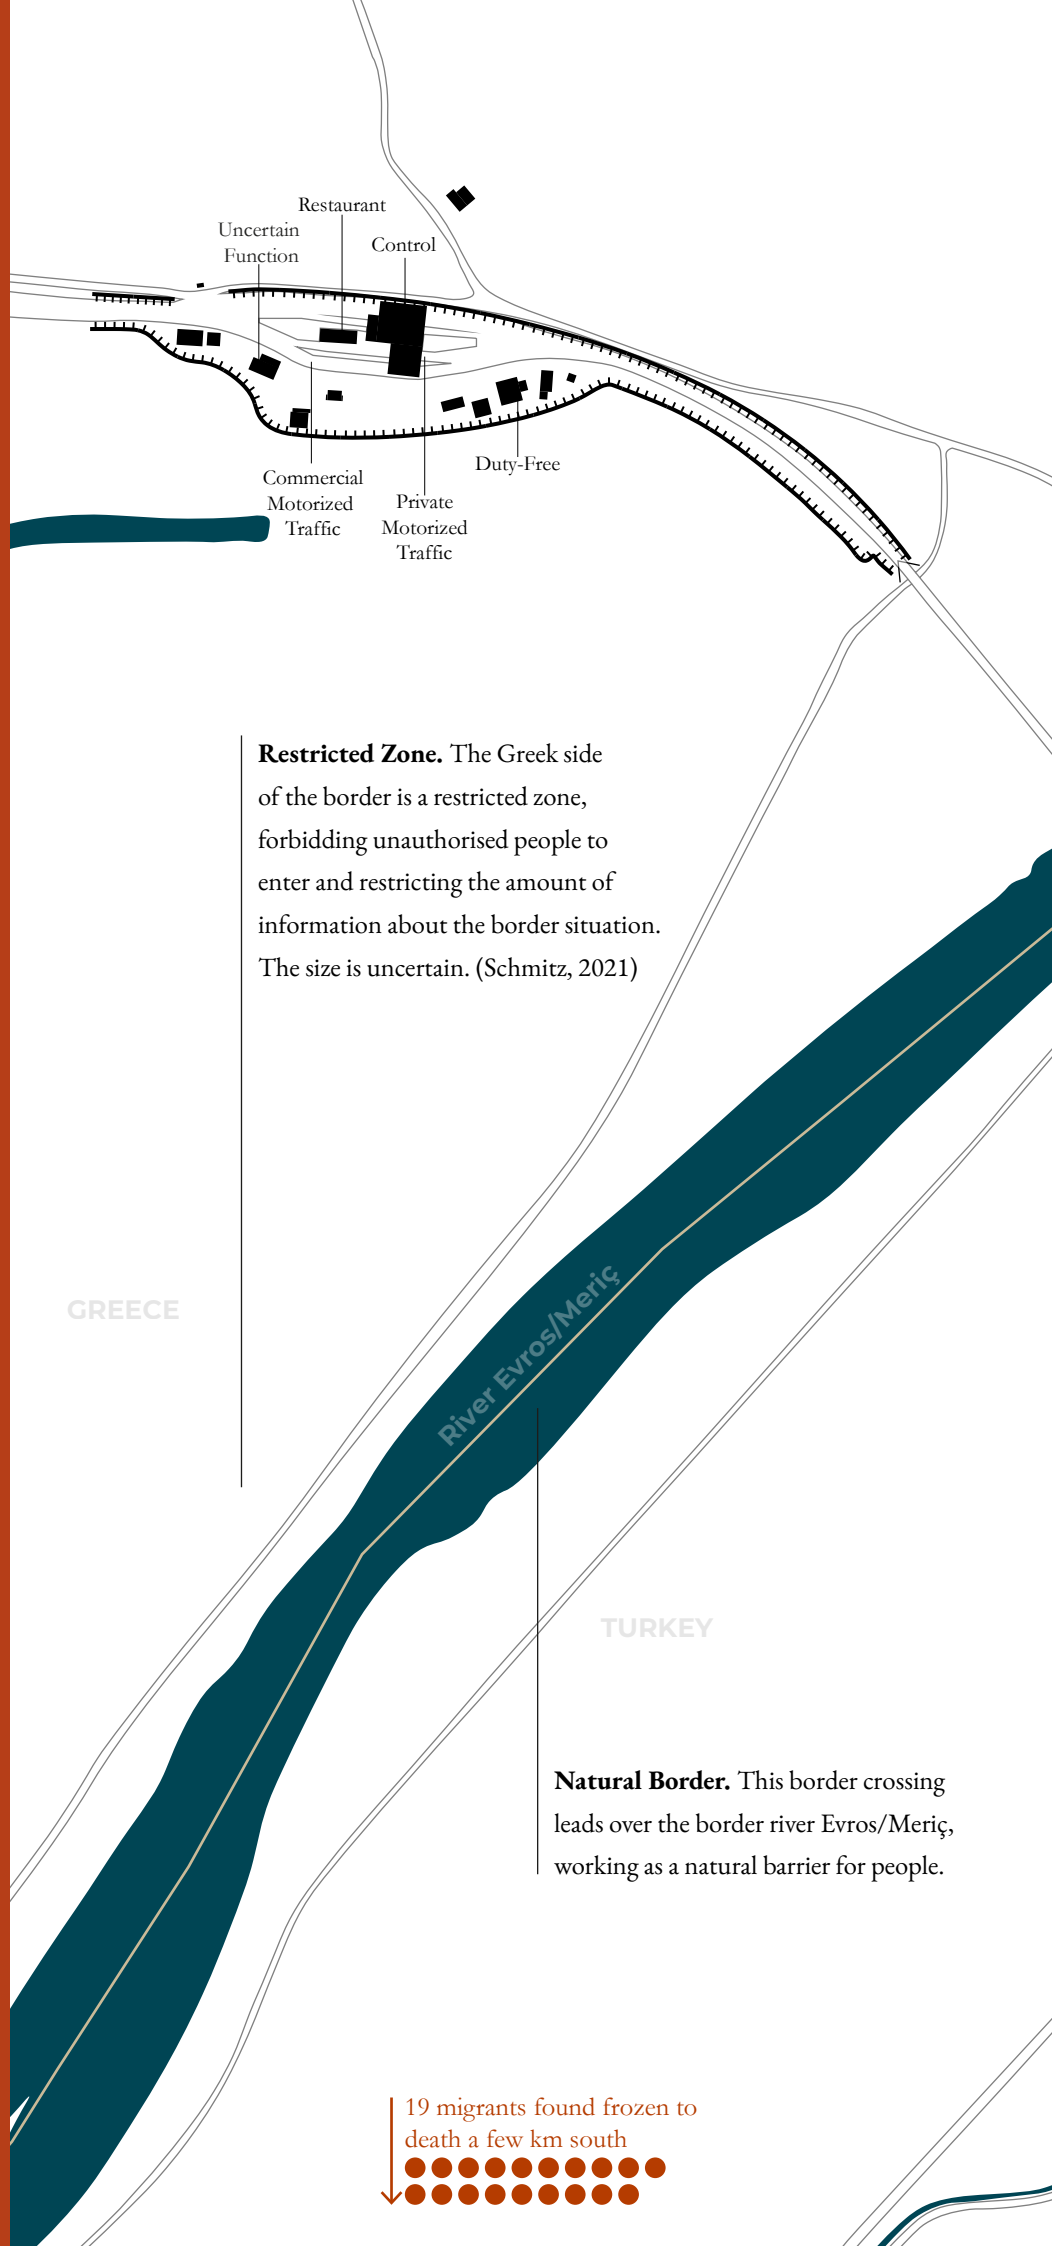 Restaurant
Uncertain
Function
Control
Commercial
Motorized
Traffic
Private
Motorized
Traffic
Duty-Free
Restricted Zone. The Greek side
of the border is a restricted zone,
forbidding unauthorised people to
enter and restricting the amount of
information about the border situation.
The size is uncertain. (Schmitz, 2021)
GREECE
River Evros/Meriç
TURKEY
Natural Border. This border crossing
leads over the border river Evros/Meriç,
working as a natural barrier for people.
19 migrants found frozen to
death a few km south